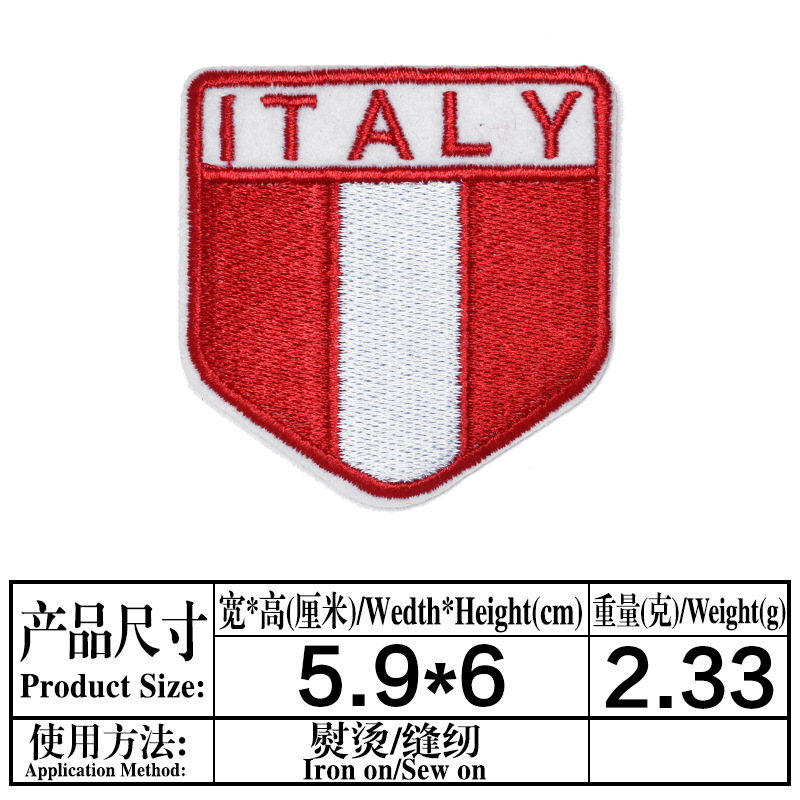 ITALY
产品尺寸
Product Size:
宽*高(厘米)/Wedth*Height(cm)
重量(克)/Weight(g)
5.9*6
2.33
使用方法:
Application Method:
熨烫/缝纫
Iron on/Sew on